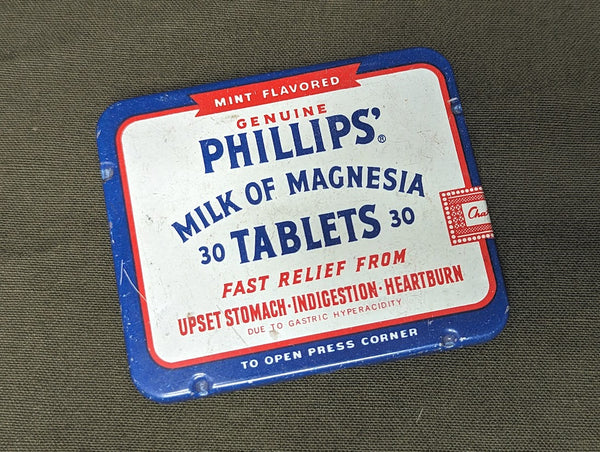 MINT FLAVORED
GENUINE
PHILLIPS'®
MILK OF MAGNESIA
30 TABLETS 30
FAST RELIEF FROM
UPSET STOMACH · INDIGESTION · HEARTBURN
DUE TO GASTRIC HYPERACIDITY
TO OPEN PRESS CORNER
Cha